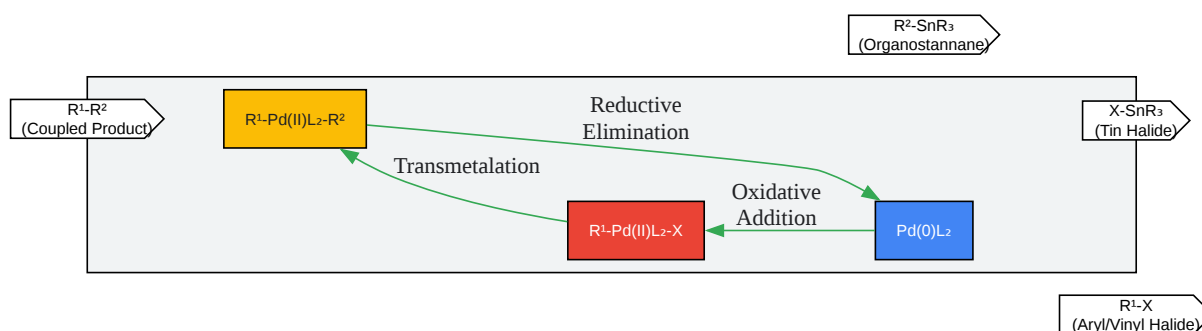 R²-SnR₃
(Organostannane)
R¹-R²
(Coupled Product)
R¹-Pd(II)L₂-R²
Reductive
Elimination
X-SnR₃
(Tin Halide)
Transmetalation
Oxidative
Addition
R¹-Pd(II)L₂-X
Pd(0)L₂
R¹-X
(Aryl/Vinyl Halide)